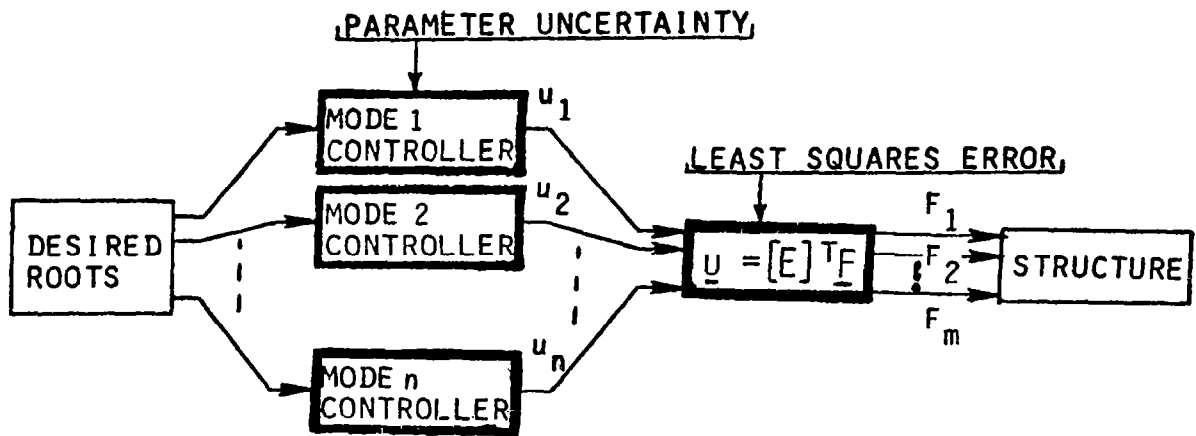 PARAMETER UNCERTAINTY
MODE 1
CONTROLLER
u1
LEAST SQUARES ERROR
MODE 2
CONTROLLER
u2
DESIRED
ROOTS
u = [E]ᵀF
F1
F2
Fm
STRUCTURE
MODE n
CONTROLLER
un